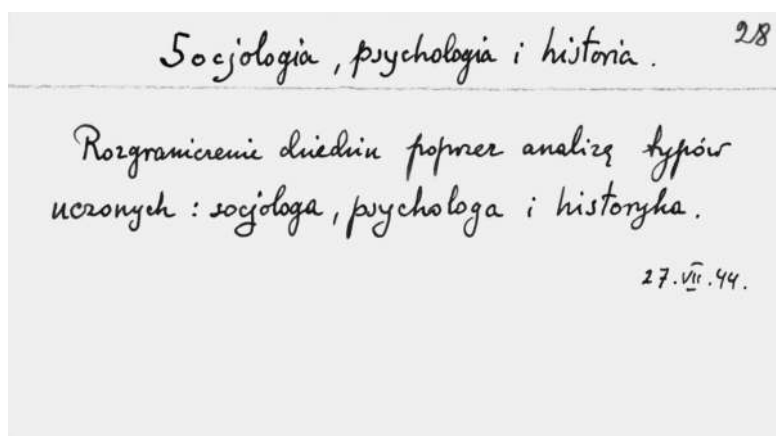 28
Socjologia, psychologia i historia.
Rozgraniczenie dziedzin poprzez analizę typów
uczonych : socjologa, psychologa i historyka.
27.VII.44.